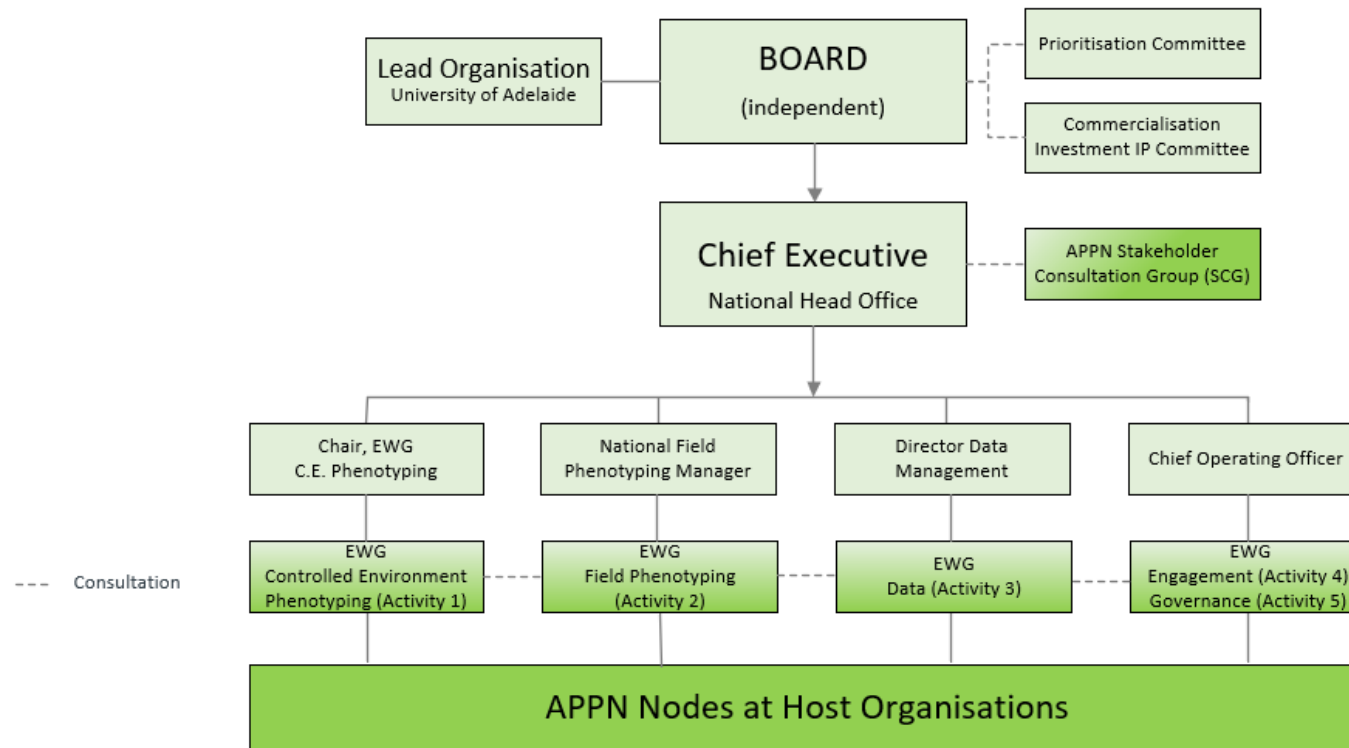 Lead Organisation
University of Adelaide
BOARD
(independent)
Prioritisation Committee
Commercialisation
Investment IP Committee
Chief Executive
National Head Office
APPN Stakeholder
Consultation Group (SCG)
Chair, EWG
C.E. Phenotyping
National Field
Phenotyping Manager
Director Data
Management
Chief Operating Officer
EWG
Controlled Environment
Phenotyping (Activity 1)
EWG
Field Phenotyping
(Activity 2)
EWG
Data (Activity 3)
EWG
Engagement (Activity 4)
Governance (Activity 5)
Consultation
APPN Nodes at Host Organisations